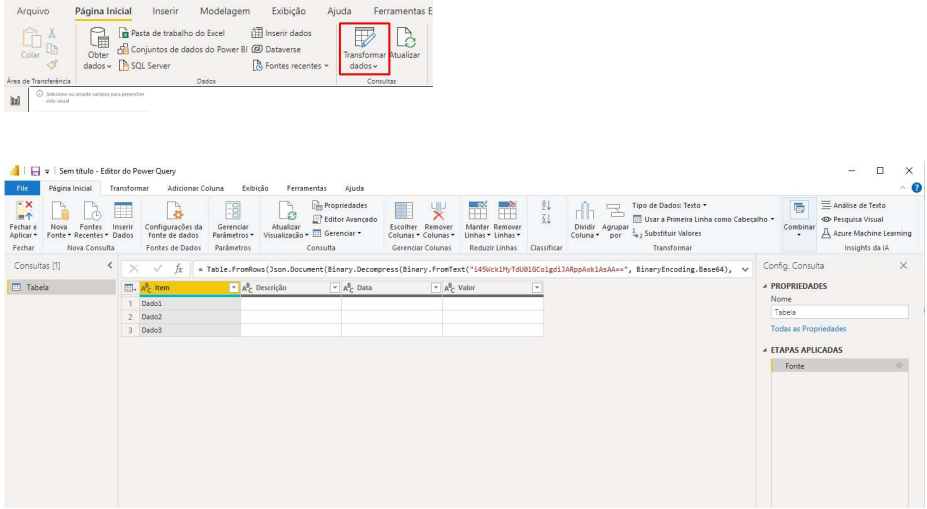 Arquivo Página Inicial Inserir Modelagem Exibição Ajuda Ferramentas E
Colar
Obter dados
Pasta de trabalho do Excel
Conjuntos de dados do Power BI
SQL Server
Inserir dados
Dataverse
Fontes recentes
Transformar dados
Atualizar
Área de Transferência Dados Consultas
Selecione ou arraste campos para preencher
este visual
Sem título - Editor do Power Query
File Página Inicial Transformar Adicionar Coluna Exibição Ferramentas Ajuda
Fechar e Aplicar
Nova Fonte
Fontes Recentes
Inserir Dados
Configurações da fonte de dados
Gerenciar Parâmetros
Atualizar Visualização
Propriedades
Editor Avançado
Gerenciar
Escolher Colunas
Remover Colunas
Manter Linhas
Remover Linhas
Dividir Coluna
Agrupar por
Tipo de Dados: Texto
Usar a Primeira Linha como Cabeçalho
Substituir Valores
Combinar
Análise de Texto
Pesquisa Visual
Azure Machine Learning
Fechar Nova Consulta Fontes de Dados Parâmetros Consulta Gerenciar Colunas Reduzir Linhas Classificar Transformar Insights da IA
Consultas [1]
Tabela
= Table.FromRows(Json.Document(Binary.Decompress(Binary.FromText("i45WcklMyTdU0lGColgdiJARppAxklAsAA==", BinaryEncoding.Base64),
Item Descrição Data Valor
1 Dado1
2 Dado2
3 Dado3
Config. Consulta
PROPRIEDADES
Nome
Tabela
Todas as Propriedades
ETAPAS APLICADAS
Fonte